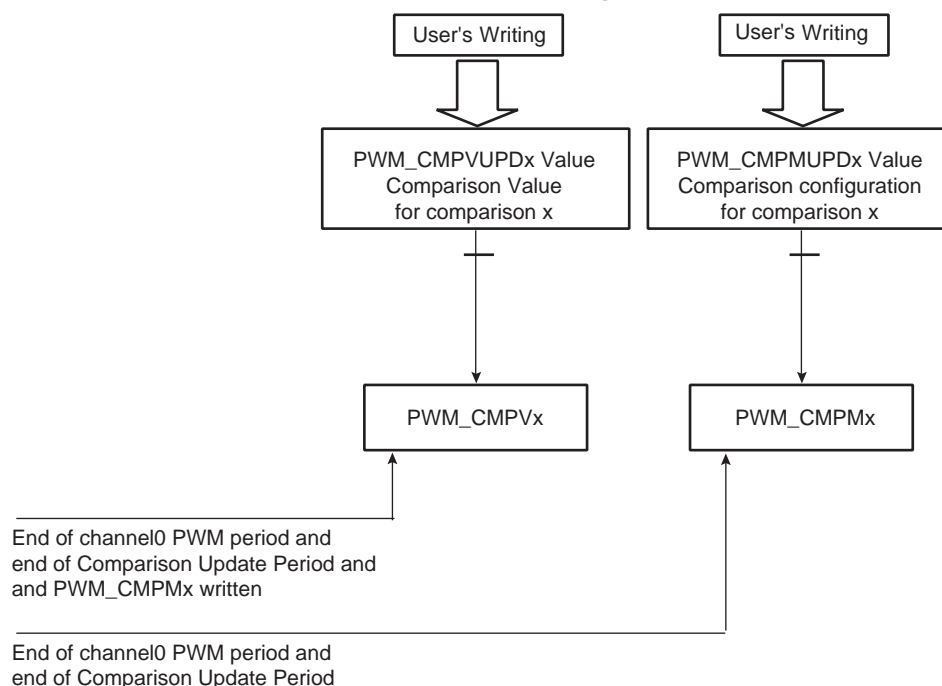 User's Writing
User's Writing
PWM_CMPVUPDx Value
Comparison Value
for comparison x
PWM_CMPMUPDx Value
Comparison configuration
for comparison x
PWM_CMPVx
PWM_CMPMx
End of channel0 PWM period and
end of Comparison Update Period and
and PWM_CMPMx written
End of channel0 PWM period and
end of Comparison Update Period